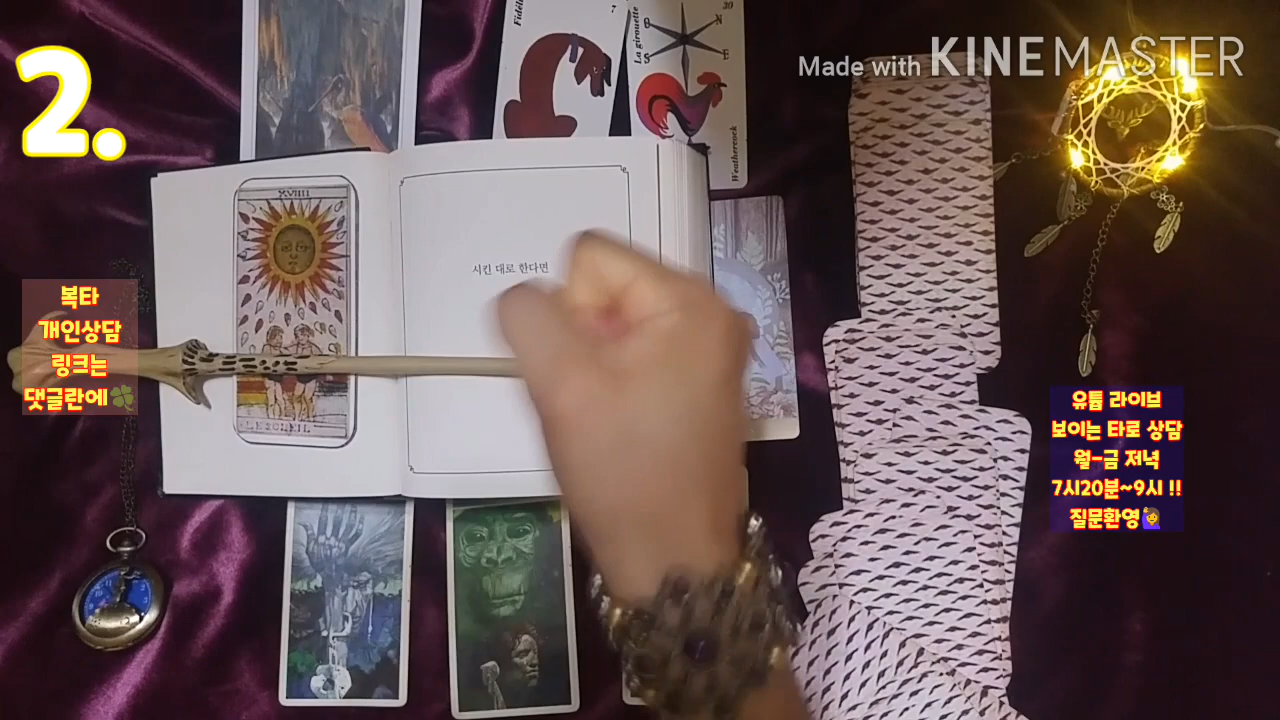 2.
Made with KINEMASTER
Fidéli
7
La girouette
30
B
N
S
E
Weathercock
XVIIII
LE·SOLEIL
시킨 대로 한다면
복타
개인상담
링크는
댓글란에🍀
유튭 라이브
보이는 타로 상담
월-금 저녁
7시20분~9시 !!
질문환영🙋‍♀️